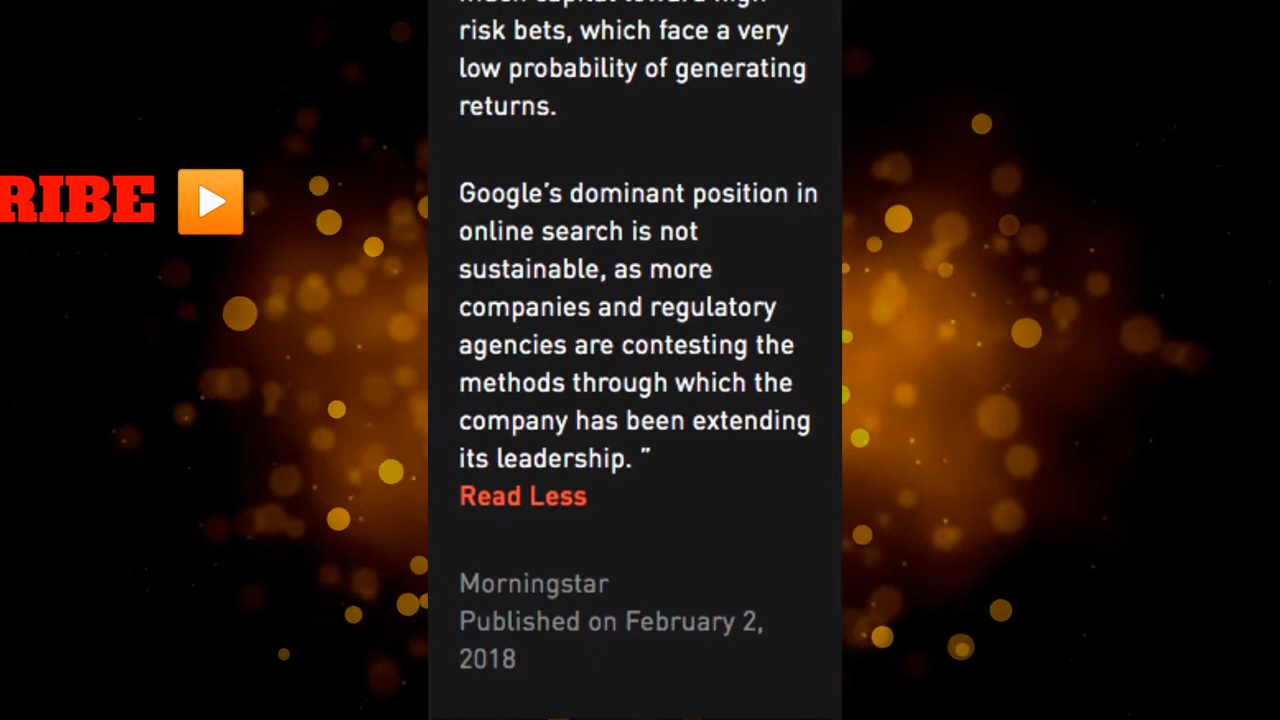 risk bets, which face a very
low probability of generating
returns.
RIBE
Google’s dominant position in
online search is not
sustainable, as more
companies and regulatory
agencies are contesting the
methods through which the
company has been extending
its leadership. ”
Read Less
Morningstar
Published on February 2,
2018